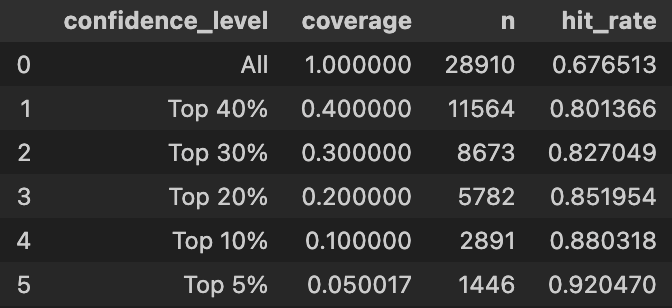 confidence_level coverage n hit_rate
0 All 1.000000 28910 0.676513
1 Top 40% 0.400000 11564 0.801366
2 Top 30% 0.300000 8673 0.827049
3 Top 20% 0.200000 5782 0.851954
4 Top 10% 0.100000 2891 0.880318
5 Top 5% 0.050017 1446 0.920470